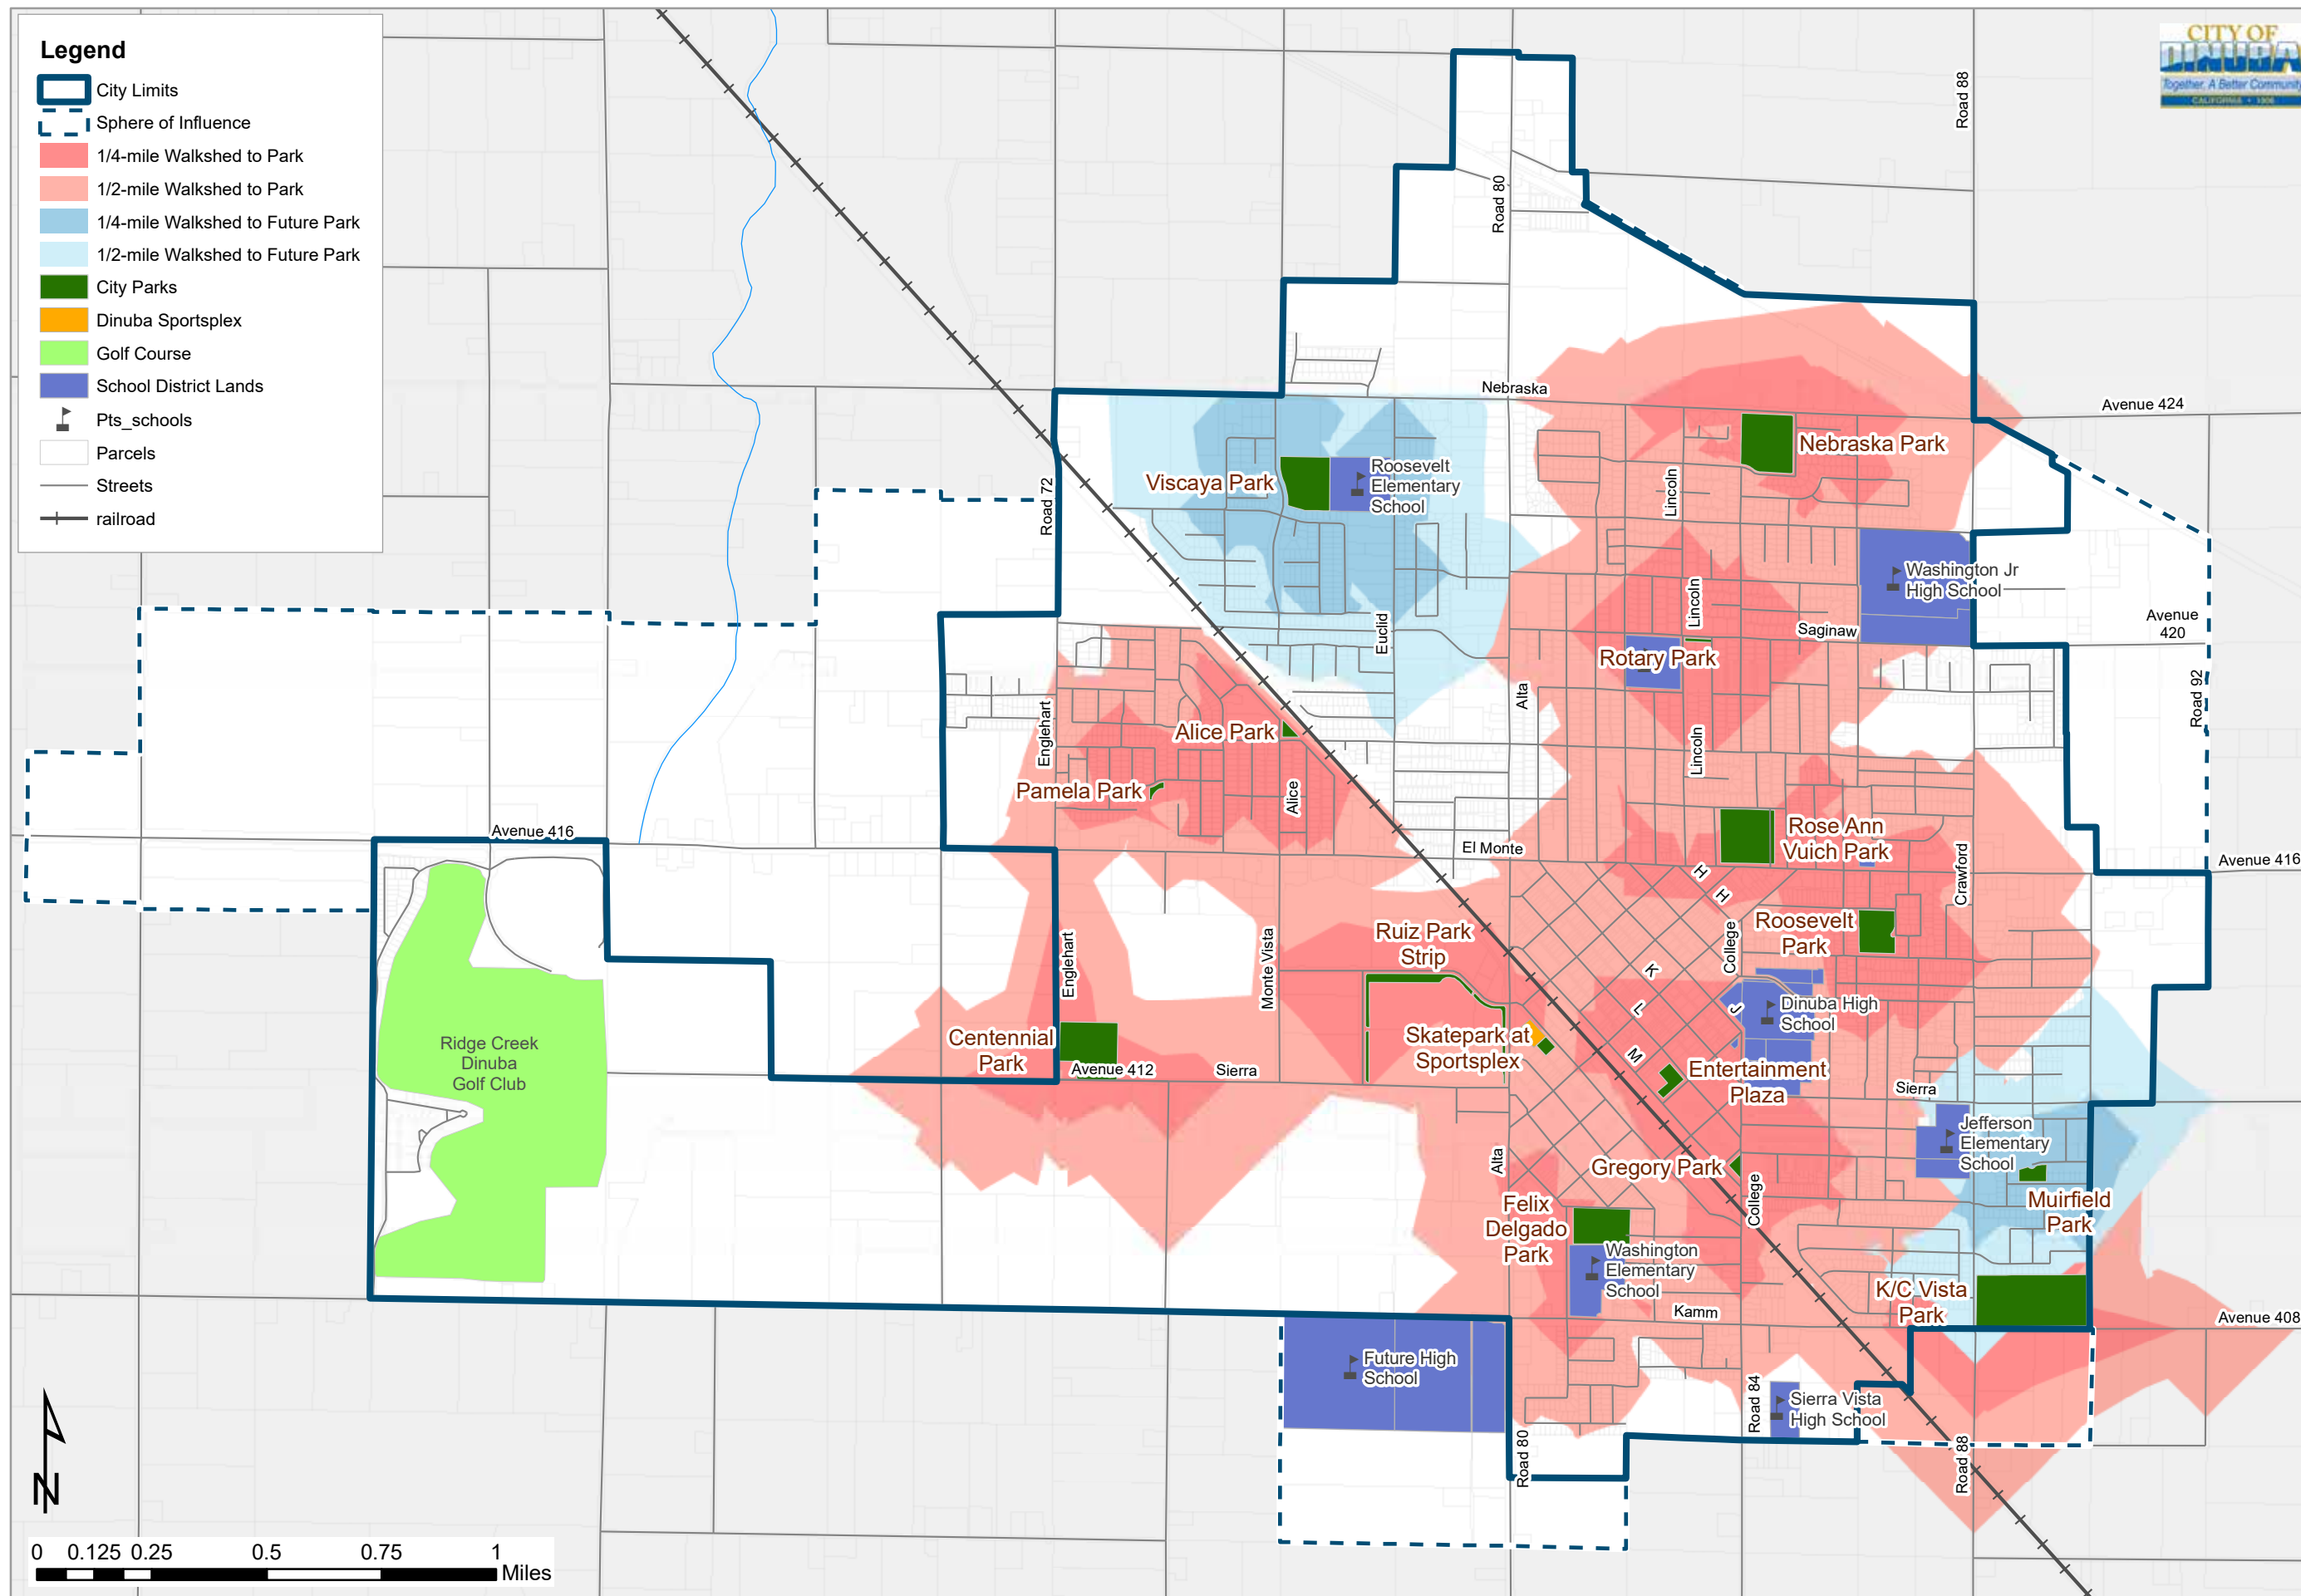 Legend
City Limits
Sphere of Influence
1/4-mile Walkshed to Park
1/2-mile Walkshed to Park
1/4-mile Walkshed to Future Park
1/2-mile Walkshed to Future Park
City Parks
Dinuba Sportsplex
Golf Course
School District Lands
Pts_schools
Parcels
Streets
railroad
CITY OF
DINUBA
Together, A Better Community
CALIFORNIA • 1906
Road 88
Road 80
Nebraska
Avenue 424
Nebraska Park
Viscaya Park
Roosevelt
Elementary
School
Lincoln
Road 72
Washington Jr
High School
Lincoln
Avenue
420
Saginaw
Euclid
Rotary Park
Alta
Road 92
Englehart
Alice Park
Lincoln
Pamela Park
Alice
Avenue 416
El Monte
Rose Ann
Vuich Park
Crawford
Avenue 416
H
H
Ruiz Park
Strip
Roosevelt
Park
College
Englehart
Monte Vista
K
L
J
Dinuba High
School
Centennial
Park
Skatepark at
Sportsplex
M
Ridge Creek
Dinuba
Golf Club
Avenue 412
Sierra
Entertainment
Plaza
Sierra
Jefferson
Elementary
School
Alta
Gregory Park
College
Muirfield
Park
Felix
Delgado
Park
Washington
Elementary
School
K/C Vista
Park
Kamm
Avenue 408
Future High
School
Road 84
Sierra Vista
High School
Road 80
Road 88
N
0 0.125 0.25 0.5 0.75 1
Miles